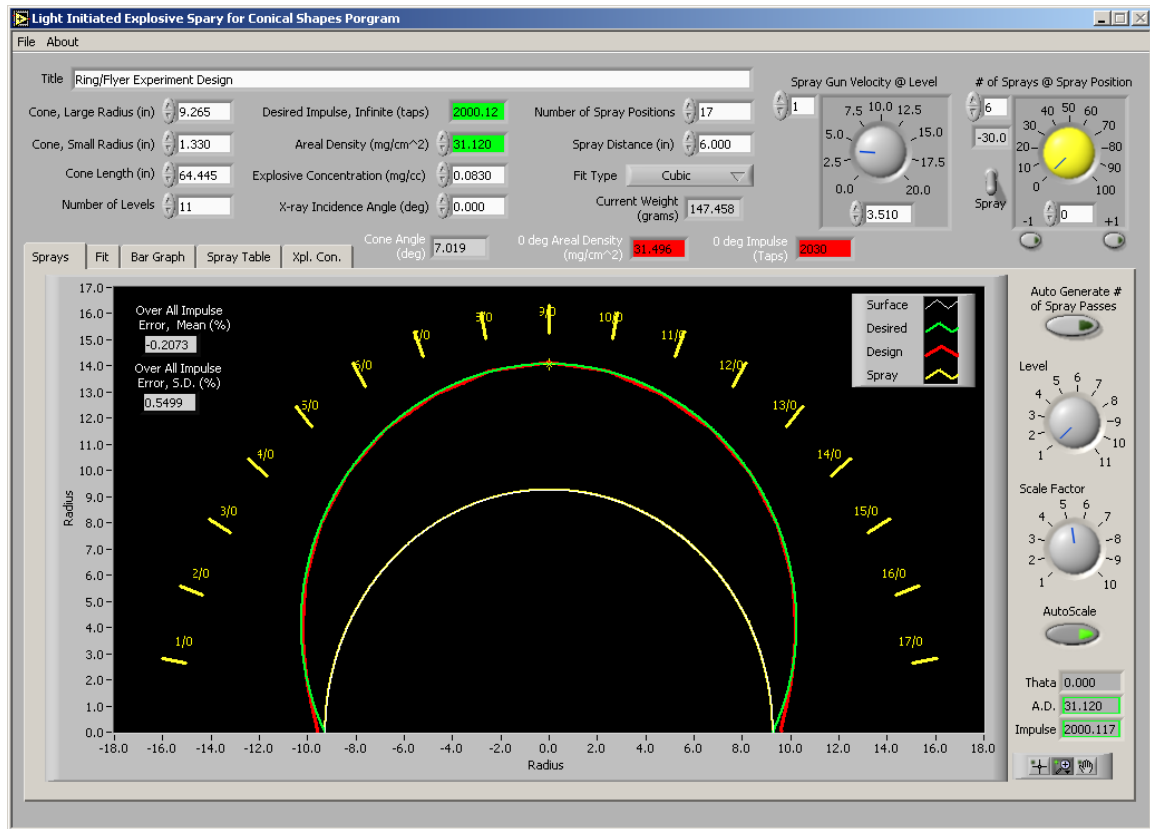 Light Initiated Explosive Spary for Conical Shapes Porgram
File About
Title Ring/Flyer Experiment Design
Cone, Large Radius (in) 9.265
Cone, Small Radius (in) 1.330
Cone Length (in) 64.445
Number of Levels 11
Desired Impulse, Infinite (taps) 2000.12
Areal Density (mg/cm^2) 31.120
Explosive Concentration (mg/cc) 0.0830
X-ray Incidence Angle (deg) 0.000
Number of Spray Positions 17
Spray Distance (in) 6.000
Fit Type Cubic
Current Weight
(grams) 147.458
Spray Gun Velocity @ Level
1
0.0 2.5 5.0 7.5 10.0 12.5 15.0 17.5 20.0
3.510
# of Sprays @ Spray Position
6
-30.0
Spray
0 10 20 30 40 50 60 70 80 90 100
-1 0 +1
Cone Angle
(deg) 7.019
0 deg Areal Density
(mg/cm^2) 31.496
0 deg Impulse
(Taps) 2030
Sprays Fit Bar Graph Spray Table Xpl. Con.
Over All Impulse
Error, Mean (%)
-0.2073
Over All Impulse
Error, S.D. (%)
0.5499
Surface
Desired
Design
Spray
Radius
17.0
16.0
15.0
14.0
13.0
12.0
11.0
10.0
9.0
8.0
7.0
6.0
5.0
4.0
3.0
2.0
1.0
0.0
1/0 2/0 3/0 4/0 5/0 6/0 7/0 8/0 9/0 10/0 11/0 12/0 13/0 14/0 15/0 16/0 17/0
-18.0 -16.0 -14.0 -12.0 -10.0 -8.0 -6.0 -4.0 -2.0 0.0 2.0 4.0 6.0 8.0 10.0 12.0 14.0 16.0 18.0
Radius
Auto Generate #
of Spray Passes
Level
1 2 3 4 5 6 7 8 9 10 11
Scale Factor
1 2 3 4 5 6 7 8 9 10
AutoScale
Thata 0.000
A.D. 31.120
Impulse 2000.117